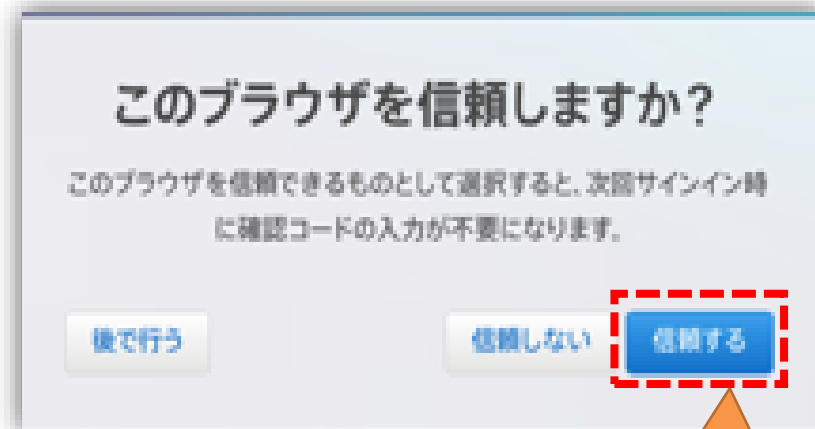 このブラウザを信頼しますか？
このブラウザを信頼できるものとして選択すると、次回サインイン時
に確認コードの入力が不要になります。
後で行う
信頼しない
信頼する